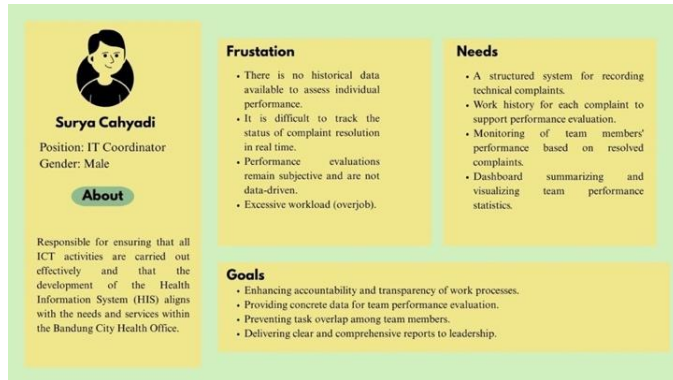 Surya Cahyadi
Position: IT Coordinator
Gender: Male
About
Responsible for ensuring that all
ICT activities are carried out
effectively and that the
development of the Health
Information System (HIS) aligns
with the needs and services within
the Bandung City Health Office.
Frustation
• There is no historical data
available to assess individual
performance.
• It is difficult to track the
status of complaint resolution
in real time.
• Performance evaluations
remain subjective and are not
data-driven.
• Excessive workload (overjob).
Needs
• A structured system for recording
technical complaints.
• Work history for each complaint to
support performance evaluation.
• Monitoring of team members'
performance based on resolved
complaints.
• Dashboard summarizing and
visualizing team performance
statistics.
Goals
• Enhancing accountability and transparency of work processes.
• Providing concrete data for team performance evaluation.
• Preventing task overlap among team members.
• Delivering clear and comprehensive reports to leadership.